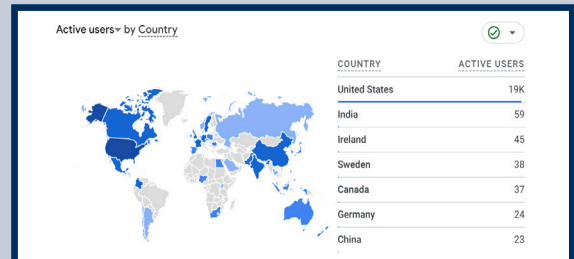 Active users by Country
COUNTRY ACTIVE USERS
United States 19K
India 59
Ireland 45
Sweden 38
Canada 37
Germany 24
China 23